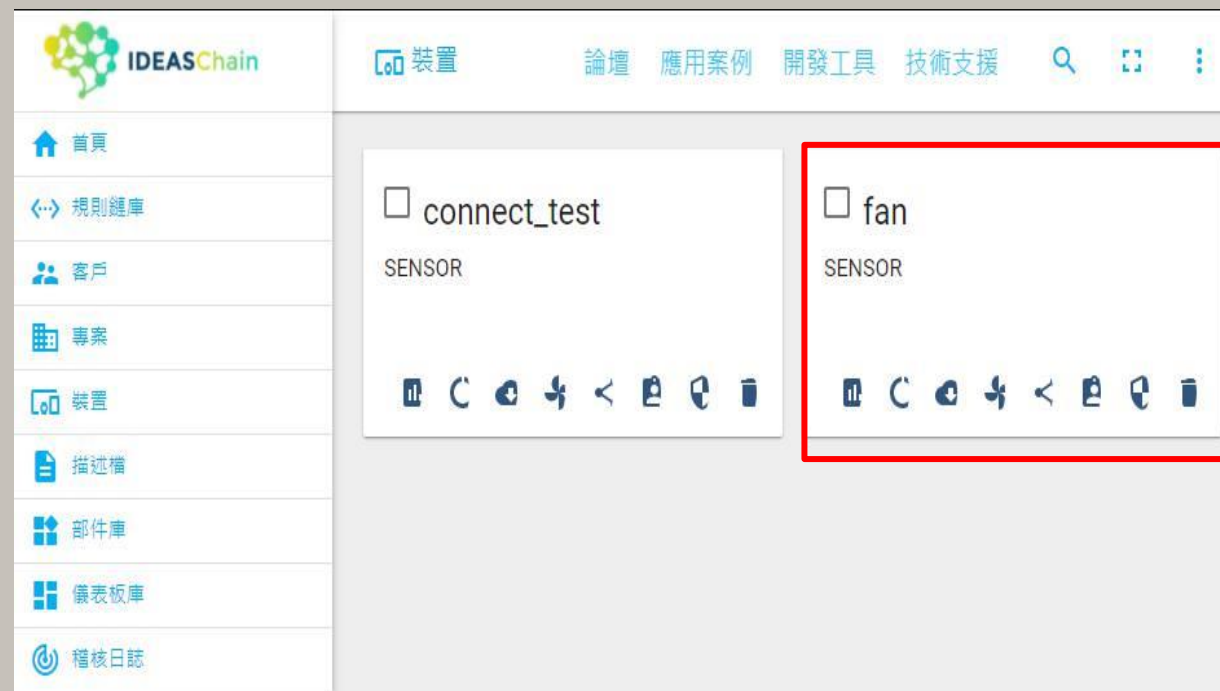 IDEASChain
裝置 論壇 應用案例 開發工具 技術支援
首頁
規則鏈庫
客戶
專案
裝置
描述檔
部件庫
儀表板庫
稽核日誌
connect_test
SENSOR
fan
SENSOR